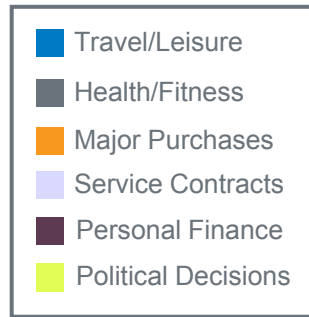 Travel/Leisure
Health/Fitness
Major Purchases
Service Contracts
Personal Finance
Political Decisions